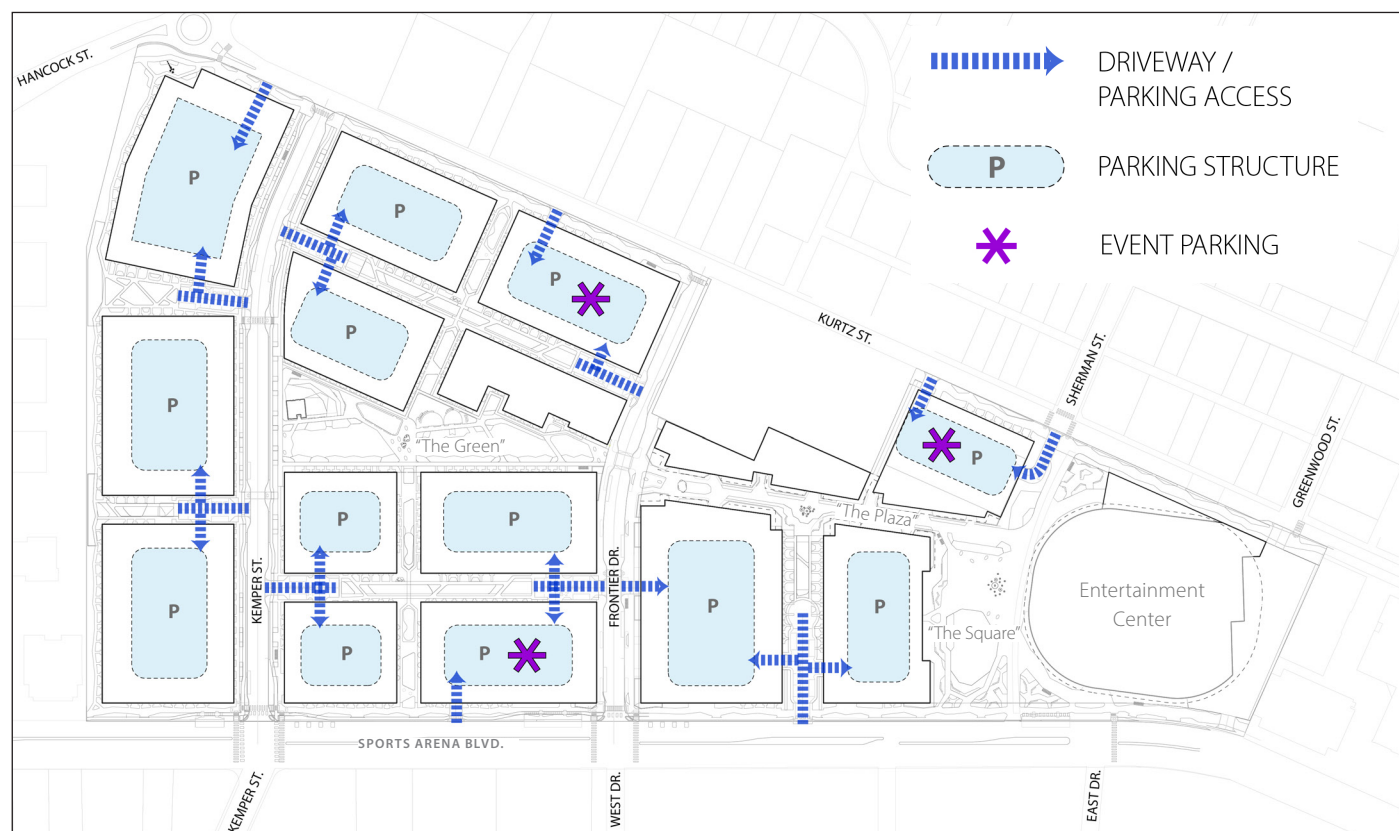 HANCOCK ST.
DRIVEWAY /
PARKING ACCESS
P
PARKING STRUCTURE
EVENT PARKING
P
P
P
P
KURTZ ST.
SHERMAN ST.
GREENWOOD ST.
P
"The Green"
P
"The Plaza"
P
P
KEMPER ST.
FRONTIER DR.
Entertainment
Center
P
P
P
"The Square"
P
P
SPORTS ARENA BLVD.
KEMPER ST.
WEST DR.
EAST DR.